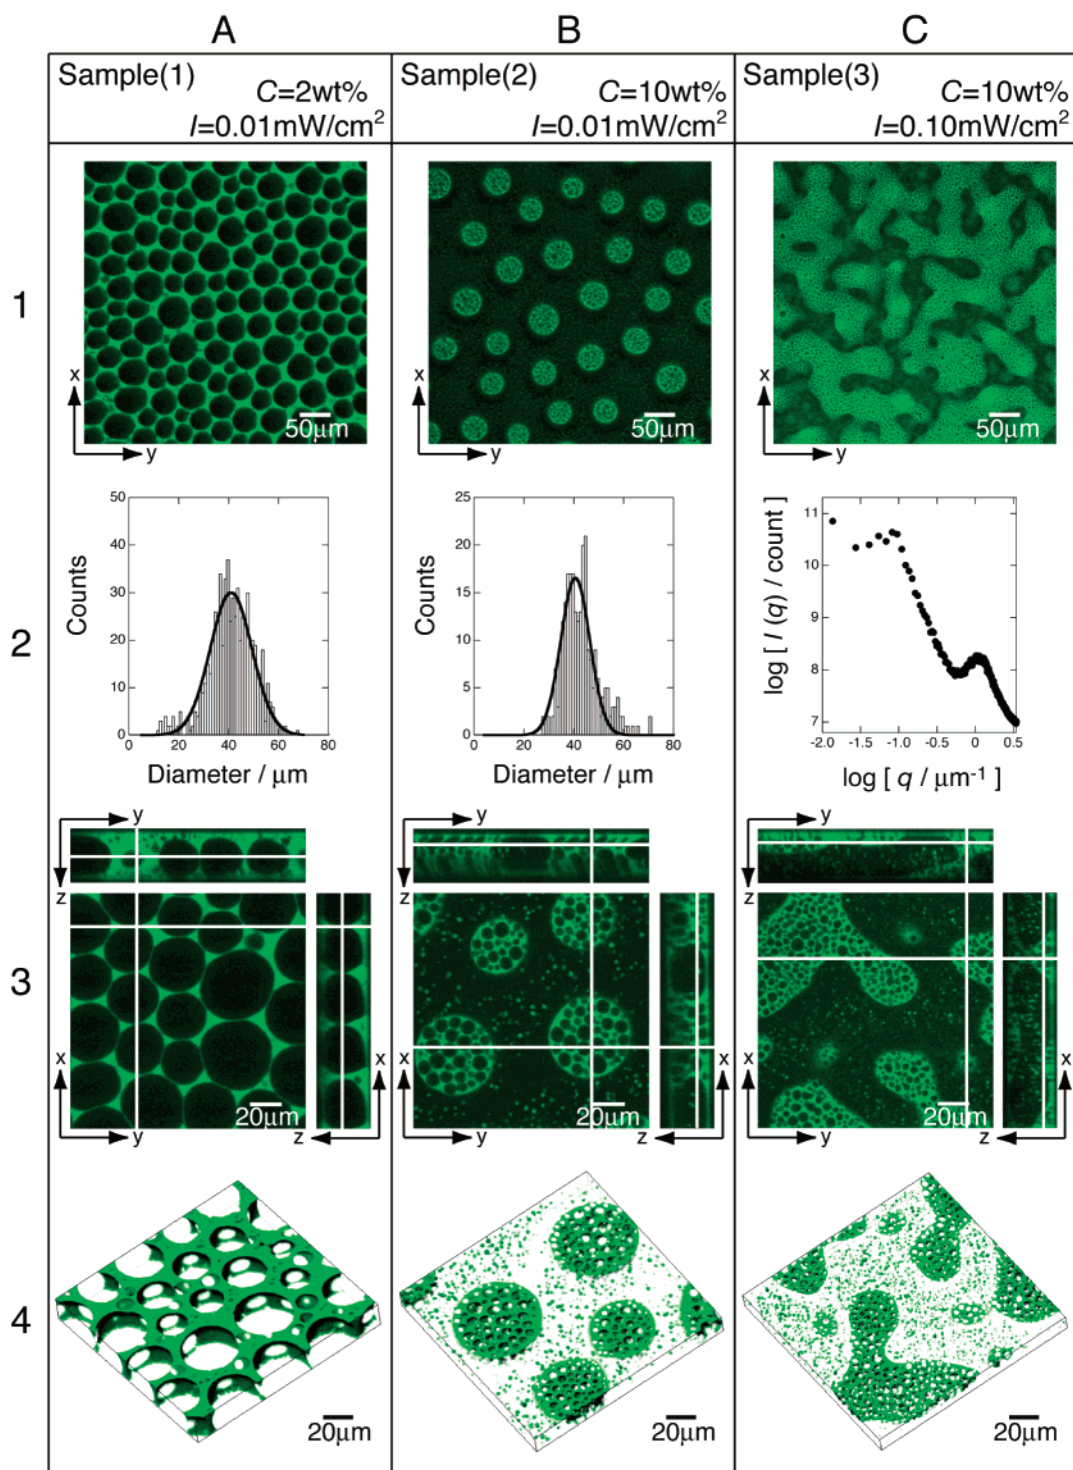 A B C
Sample(1) Sample(2) Sample(3)
C=2wt% C=10wt% C=10wt%
I=0.01mW/cm² I=0.01mW/cm² I=0.10mW/cm²
1
x x x
50μm 50μm 50μm
y y y
2
50 25
40 20
30 15
20 10
10 5
0 0
Counts Counts
0 20 40 60 80 0 20 40 60 80
Diameter / μm Diameter / μm
log [ I (q) / count ]
11
10
9
8
7
-2.0 -1.5 -1.0 -0.5 0 0.5
log [ q / μm⁻¹ ]
3
y y y
z z z
x x x x x x
20μm 20μm 20μm
y z y z y z
4
20μm 20μm 20μm